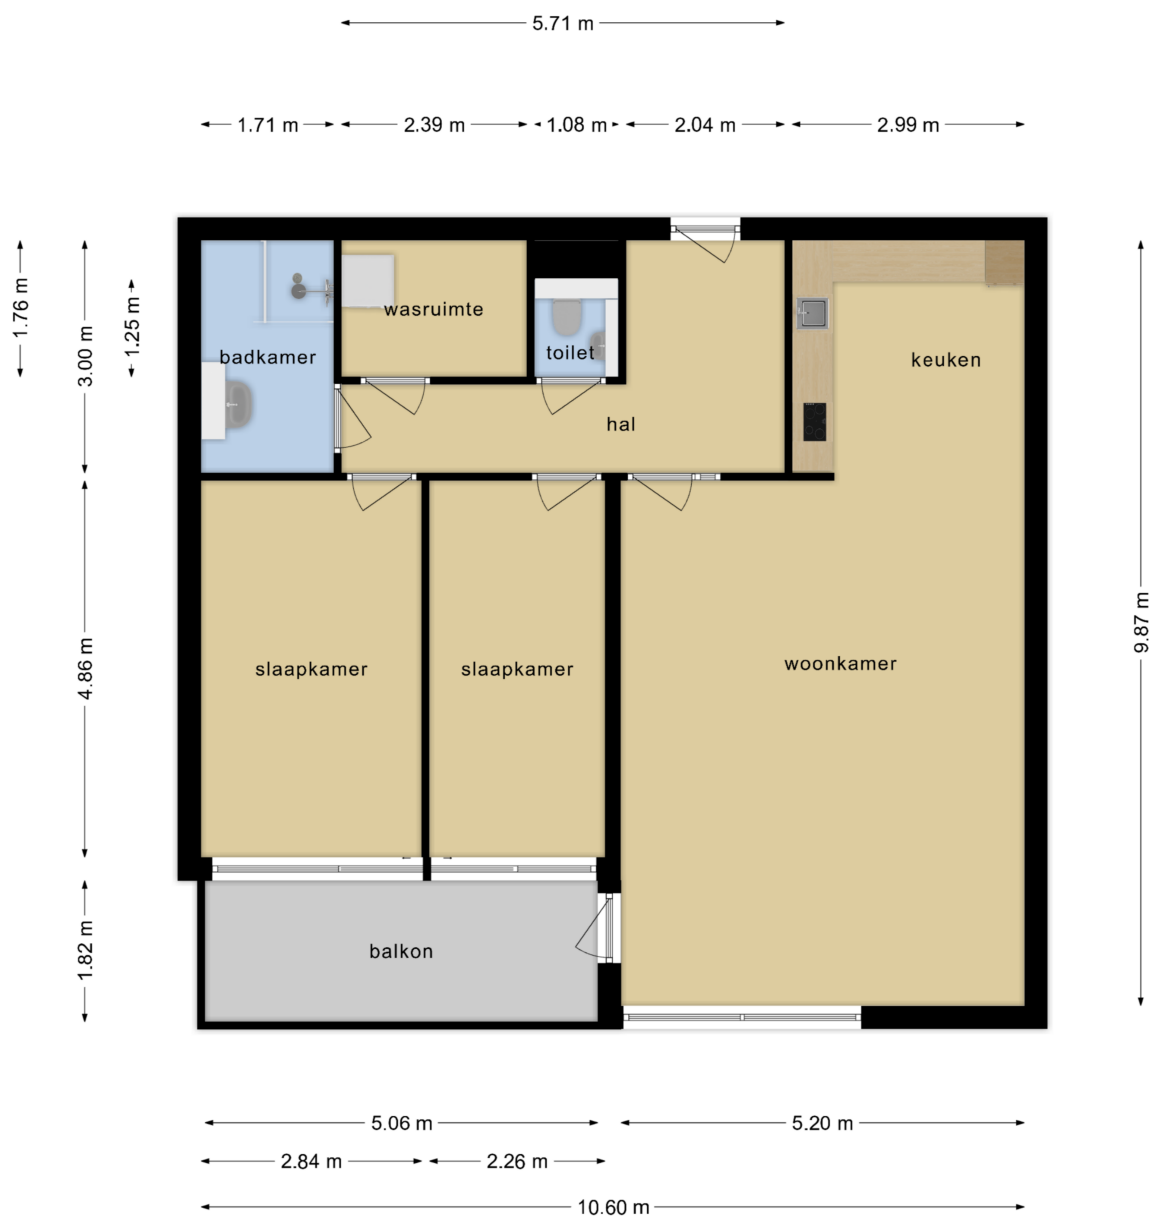 5.71 m
1.71 m
2.39 m
1.08 m
2.04 m
2.99 m
1.76 m
3.00 m
1.25 m
wasruimte
badkamer
toilet
keuken
hal
4.86 m
slaapkamer
slaapkamer
woonkamer
9.87 m
1.82 m
balkon
5.06 m
5.20 m
2.84 m
2.26 m
10.60 m